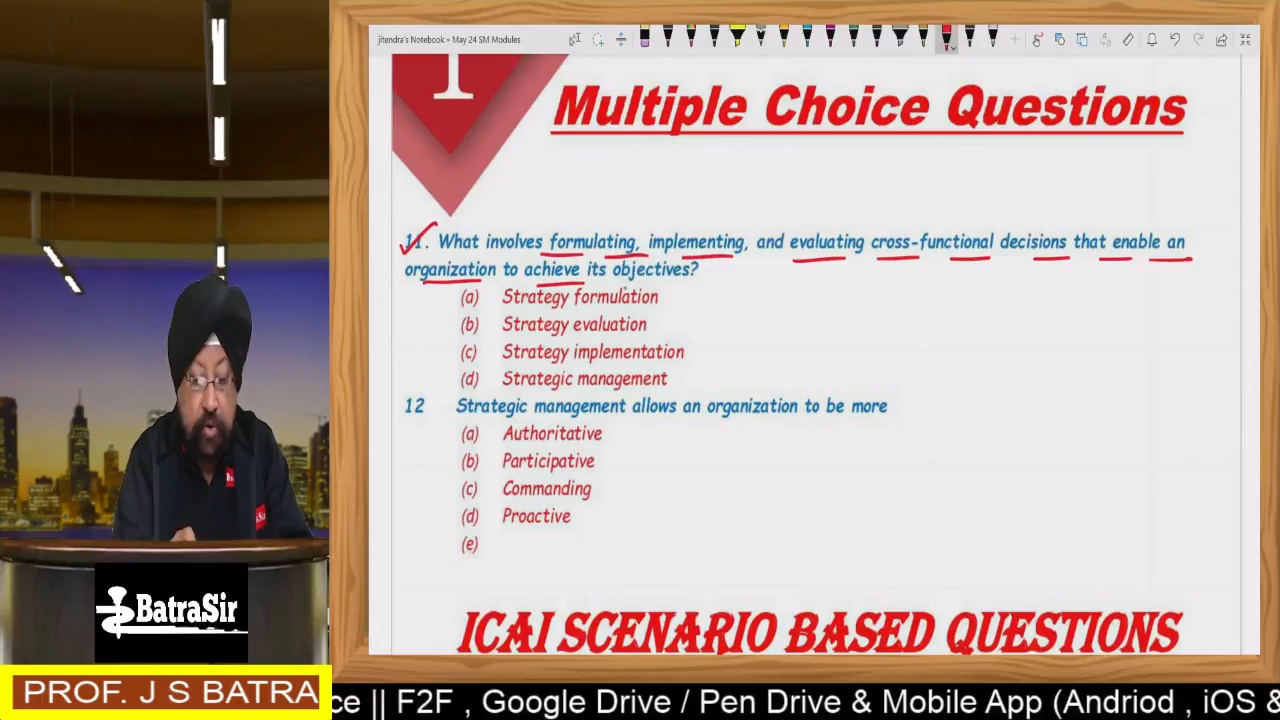 jitendra's Notebook » May 24 SM Modules
1
Multiple Choice Questions
11. What involves formulating, implementing, and evaluating cross-functional decisions that enable an
organization to achieve its objectives?
(a) Strategy formulation
(b) Strategy evaluation
(c) Strategy implementation
(d) Strategic management
12 Strategic management allows an organization to be more
(a) Authoritative
(b) Participative
(c) Commanding
(d) Proactive
(e)
ICAI SCENARIO BASED QUESTIONS
BatraSir
PROF. J S BATRA
ce || F2F , Google Drive / Pen Drive & Mobile App (Andriod , iOS &